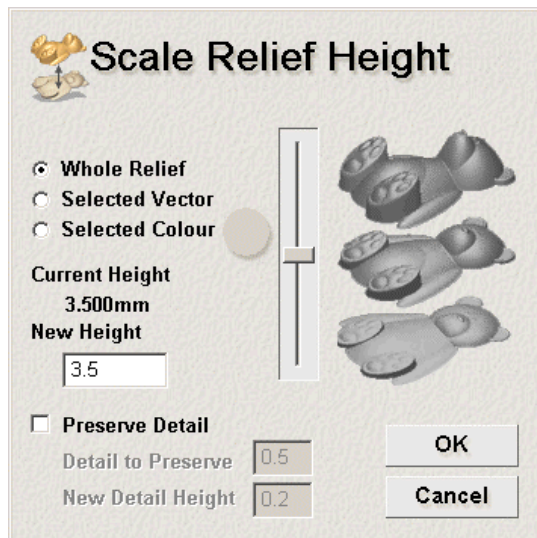 Scale Relief Height
Whole Relief
Selected Vector
Selected Colour
Current Height
3.500mm
New Height
3.5
Preserve Detail
Detail to Preserve 0.5
New Detail Height 0.2
OK
Cancel